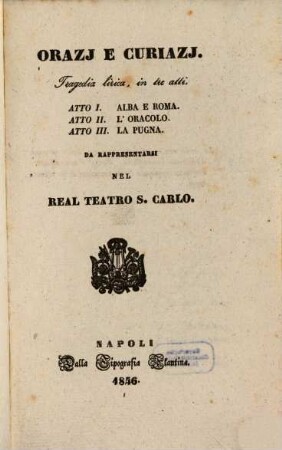 ORAZJ E CURIAZJ.
Tragedia lirica, in tre atti.
ATTO I. ALBA E ROMA.
ATTO II. L' ORACOLO.
ATTO III. LA PUGNA.
DA RAPPRESENTARSI
NEL
REAL TEATRO S. CARLO.
NAPOLI
Dalla Tipografia Flautina.
1846.